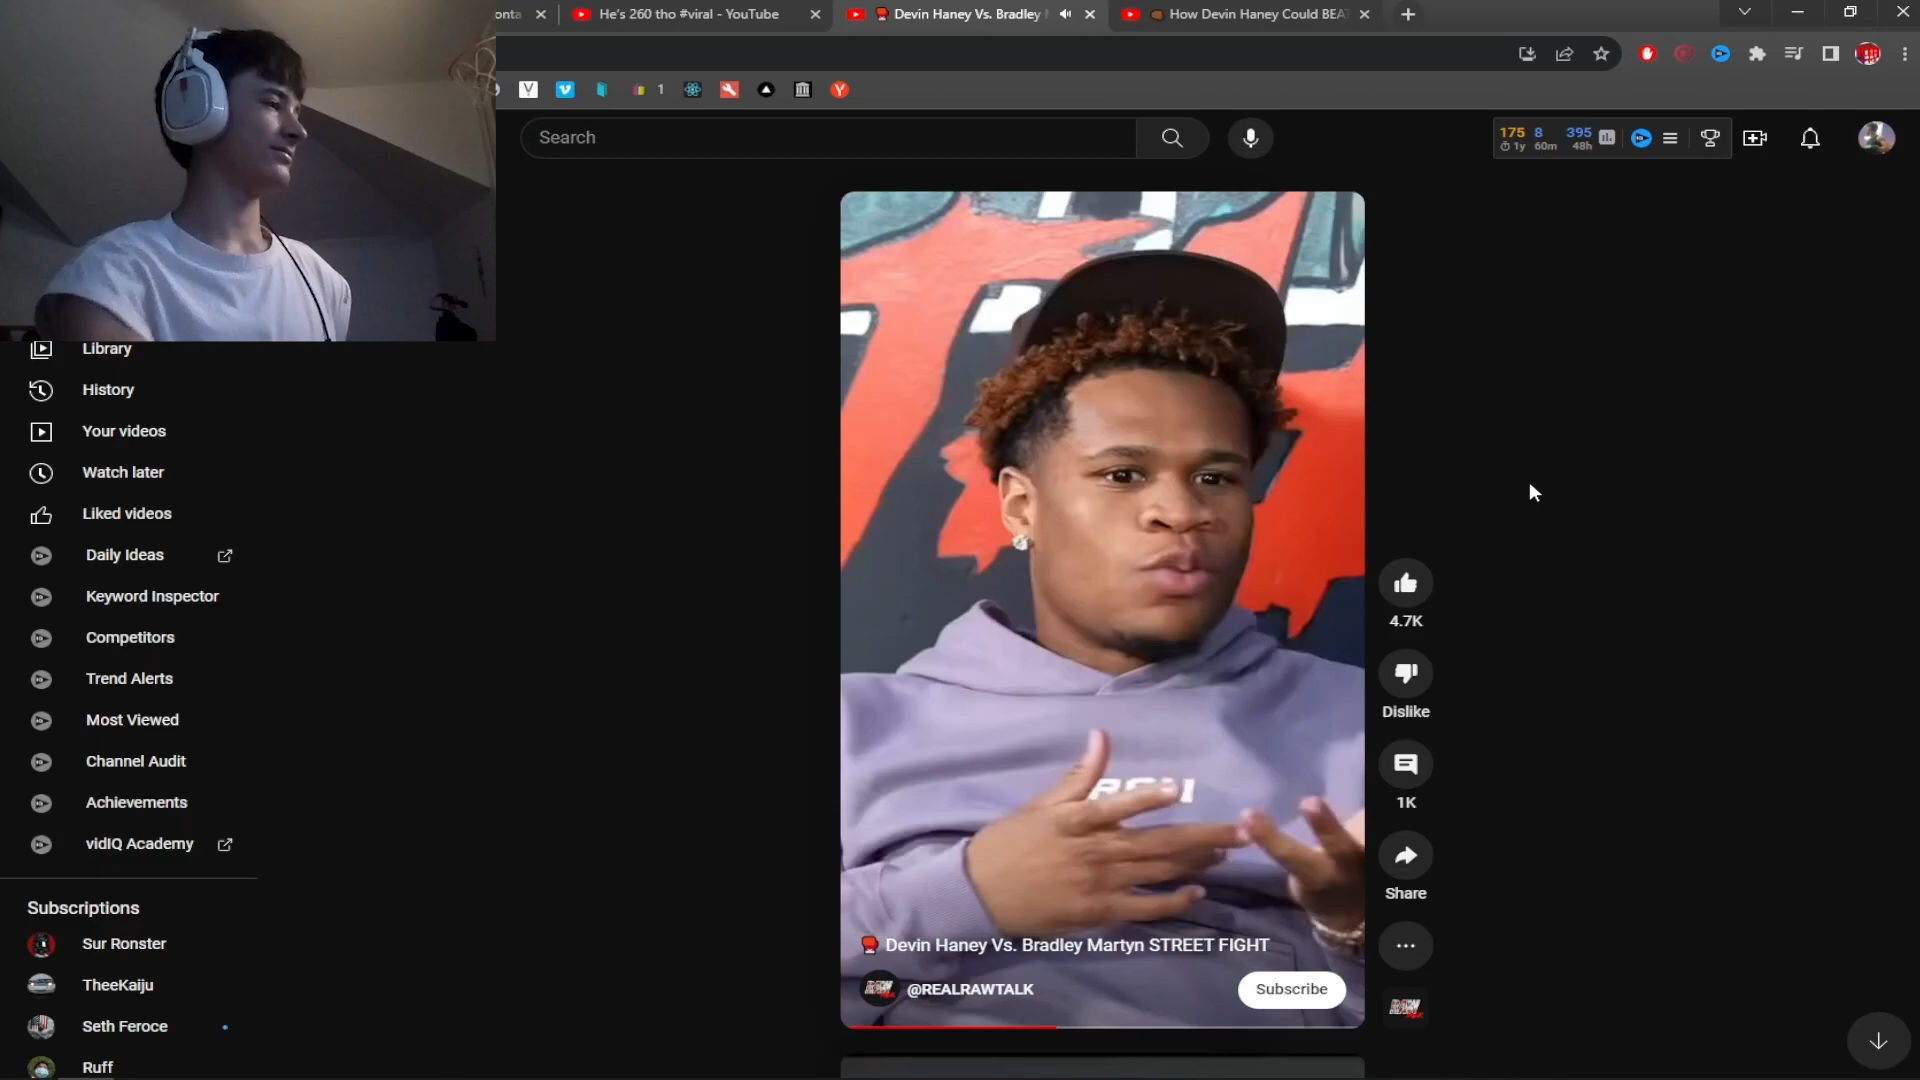 onta
He's 260 tho #viral - YouTube
Devin Haney Vs. Bradley
How Devin Haney Could BEA
1
Search
175 8 395
1y 60m 48h
Library
History
Your videos
Watch later
Liked videos
Daily Ideas
Keyword Inspector
Competitors
Trend Alerts
Most Viewed
Channel Audit
Achievements
vidIQ Academy
Subscriptions
Sur Ronster
TheeKaiju
Seth Feroce
Ruff
4.7K
Dislike
1K
Share
Devin Haney Vs. Bradley Martyn STREET FIGHT
@REALRAWTALK
Subscribe